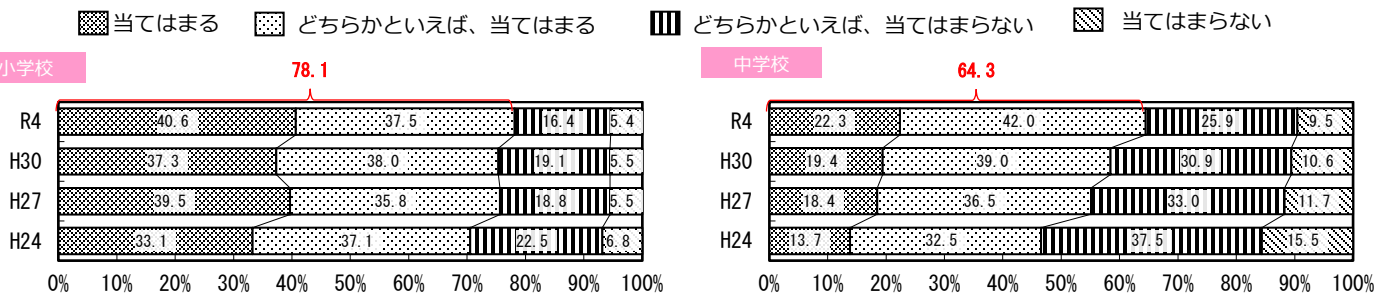 当てはまる どちらかといえば、当てはまる どちらかといえば、当てはまらない 当てはまらない
小学校
78.1
R4 40.6 37.5 16.4 5.4
H30 37.3 38.0 19.1 5.5
H27 39.5 35.8 18.8 5.5
H24 33.1 37.1 22.5 6.8
0% 10% 20% 30% 40% 50% 60% 70% 80% 90% 100%
中学校
64.3
R4 22.3 42.0 25.9 9.5
H30 19.4 39.0 30.9 10.6
H27 18.4 36.5 33.0 11.7
H24 13.7 32.5 37.5 15.5
0% 10% 20% 30% 40% 50% 60% 70% 80% 90% 100%